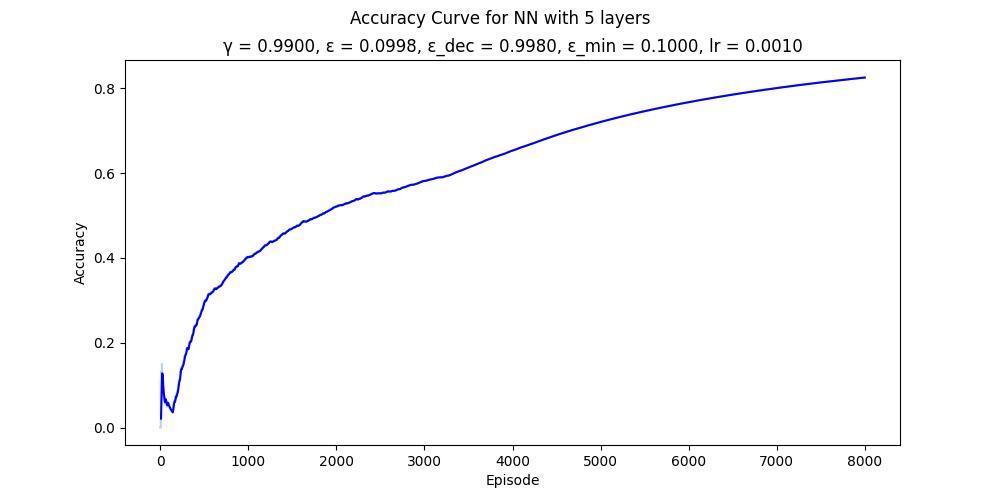 Accuracy Curve for NN with 5 layers
γ = 0.9900, ε = 0.0998, ε_dec = 0.9980, ε_min = 0.1000, lr = 0.0010
0.8
0.6
0.4
0.2
0.0
Accuracy
0 1000 2000 3000 4000 5000 6000 7000 8000
Episode